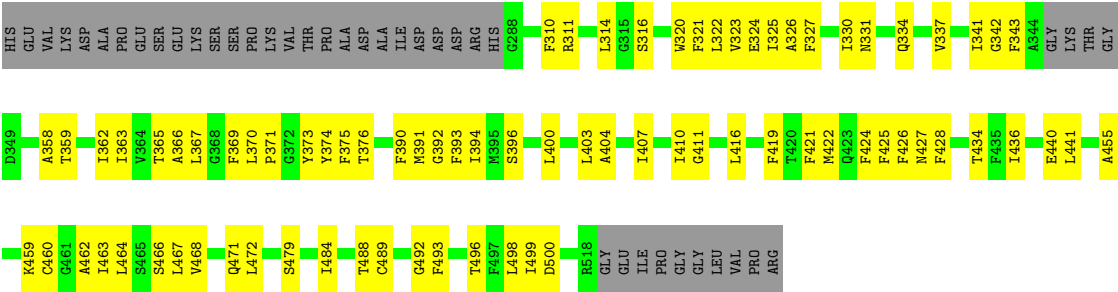 HIS GLU VAL LYS ASP ALA PRO GLU SER GLU LYS SER SER PRO LYS VAL THR PRO ALA ASP ALA ILE ASP ASP ASP ARG HIS G288 F310 R311 L314 G315 S316 W320 F321 L322 V323 E324 I325 A326 F327 I330 N331 Q334 V337 I341 G342 F343 A344 GLY LYS THR GLY
D349 A358 T359 I362 I363 V364 T365 A366 L367 G368 F369 L370 P371 G372 Y373 Y374 F375 T376 F390 M391 G392 F393 I394 M395 S396 L400 L403 A404 I407 I410 G411 L416 F419 T420 F421 M422 Q423 F424 F425 F426 N427 F428 T434 F435 I436 E440 L441 A455
K459 C460 G461 A462 I463 L464 S465 S466 L467 V468 Q471 L472 S479 I484 T488 C489 G492 F493 T496 F497 L498 I499 D500 R518 GLY GLU ILE PRO GLY GLY LEU VAL PRO ARG